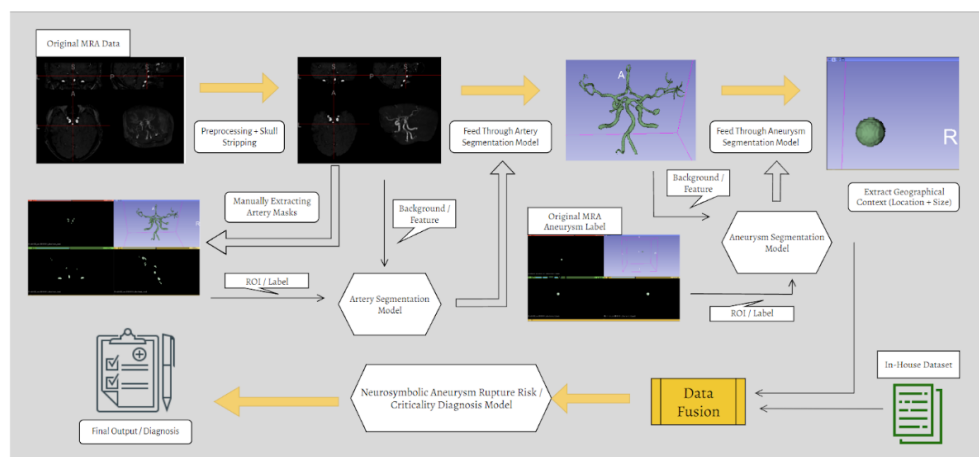 Original MRA Data
S
S
L
P
A
L
Preprocessing + Skull
Stripping
S
S
P
A
L
Feed Through Artery
Segmentation Model
A
Feed Through Aneurysm
Segmentation Model
R
Manually Extracting
Artery Masks
Background /
Feature
Background /
Feature
Extract Geographical
Context (Location + Size)
Original MRA
Aneurysm Label
Aneurysm Segmentation
Model
ROI / Label
Artery Segmentation
Model
ROI / Label
In-House Dataset
Neurosymbolic Aneurysm Rupture Risk /
Criticality Diagnosis Model
Data
Fusion
Final Output / Diagnosis